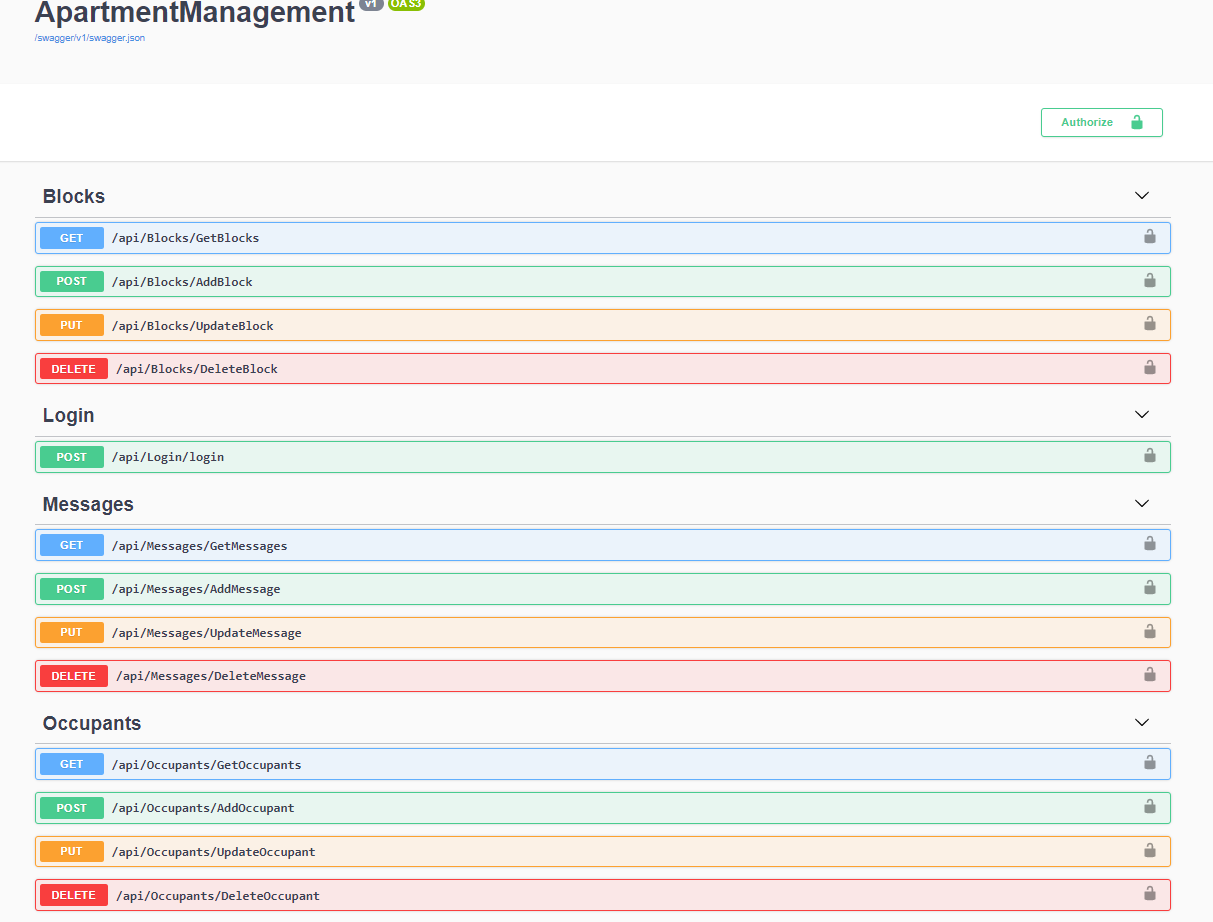 ApartmentManagement v1 OAS3
/swagger/v1/swagger.json
Authorize
Blocks
GET /api/Blocks/GetBlocks
POST /api/Blocks/AddBlock
PUT /api/Blocks/UpdateBlock
DELETE /api/Blocks/DeleteBlock
Login
POST /api/Login/login
Messages
GET /api/Messages/GetMessages
POST /api/Messages/AddMessage
PUT /api/Messages/UpdateMessage
DELETE /api/Messages/DeleteMessage
Occupants
GET /api/Occupants/GetOccupants
POST /api/Occupants/AddOccupant
PUT /api/Occupants/UpdateOccupant
DELETE /api/Occupants/DeleteOccupant